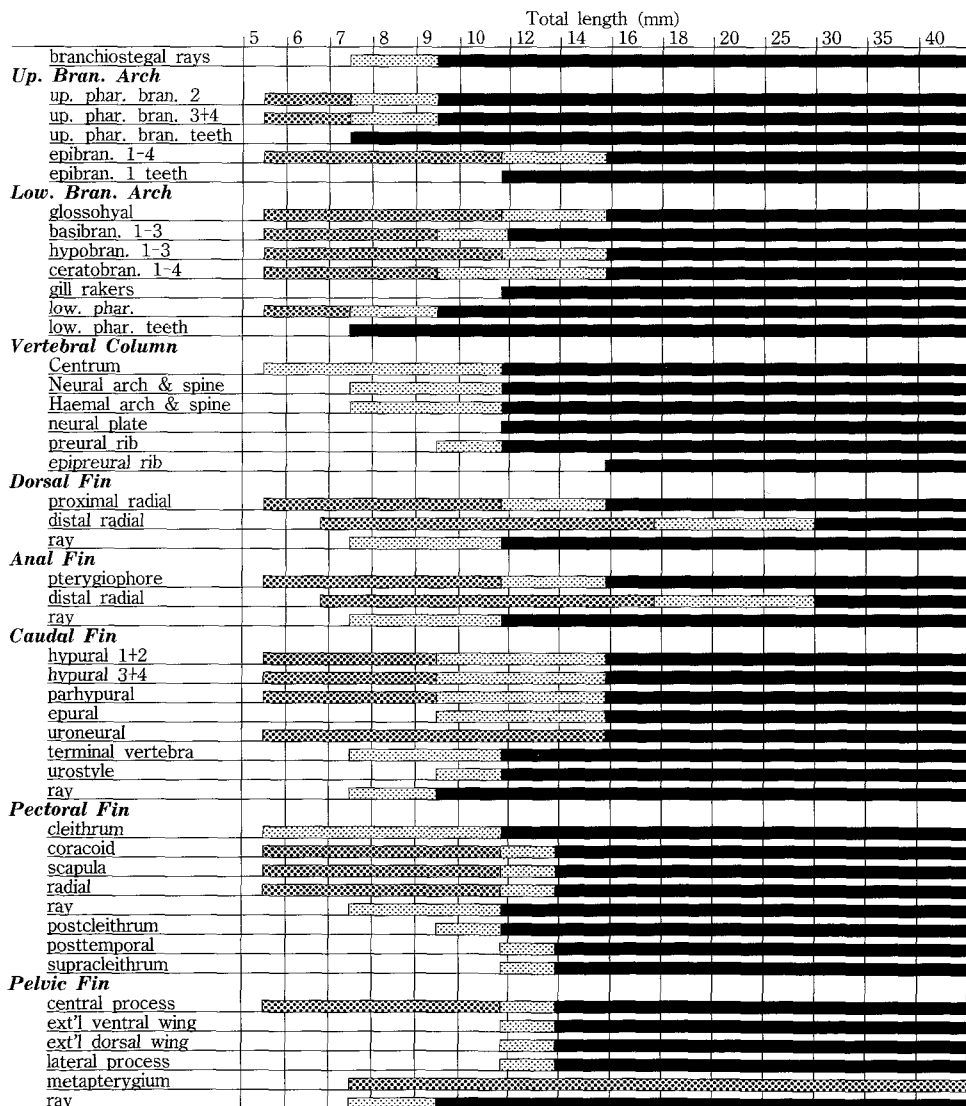 Total length (mm)
5 6 7 8 9 10 12 14 16 18 20 30 35 40
branchiostegal rays
Up. Bran. Arch
up. phar. bran. 2
up. phar. bran. 3+4
up. phar. bran. teeth
epibran. 1-4
epibran. 1 teeth
Low. Bran. Arch
glossohyal
basibran. 1-3
hypobran. 1-3
ceratobran. 1-4
gill rakers
low. phar.
low. phar. teeth
Vertebral Column
Centrum
Neural arch & spine
Haemal arch & spine
neural plate
preural rib
epipreural rib
Dorsal Fin
proximal radial
distal radial
ray
Anal Fin
pterygiophore
distal radial
ray
Caudal Fin
hypural 1+2
hypural 3+4
parhypural
epural
uroneural
terminal vertebra
urostyle
ray
Pectoral Fin
cleithrum
coracoid
scapula
radial
ray
postcleithrum
posttemporal
supracleithrum
Pelvic Fin
central process
ext'l ventral wing
ext'l dorsal wing
lateral process
metapterygium
ray